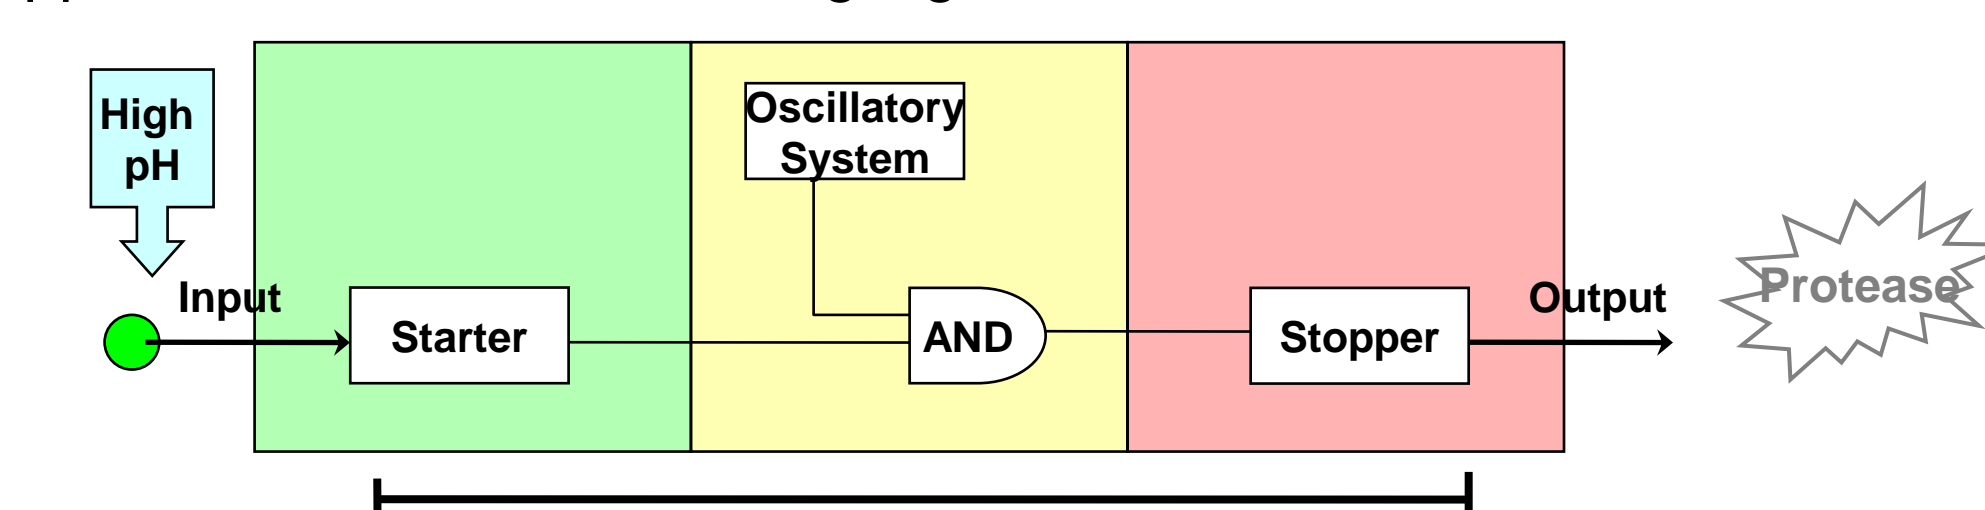 High
pH
Oscillatory
System
Input
Starter
AND
Stopper
Output
Protease